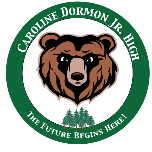 Caroline Dormon Jr. High
The Future Begins Here!